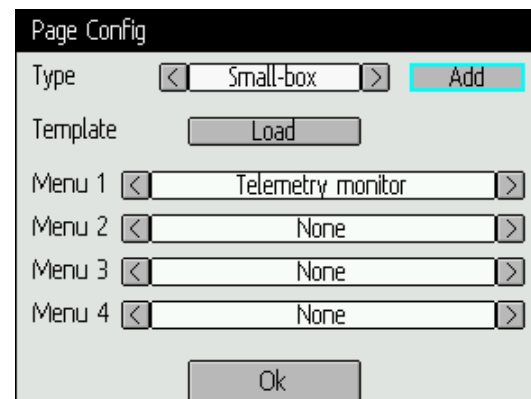 Page Config
Type < Small-box > Add
Template Load
Menu 1 < Telemetry monitor >
Menu 2 < None >
Menu 3 < None >
Menu 4 < None >
Ok